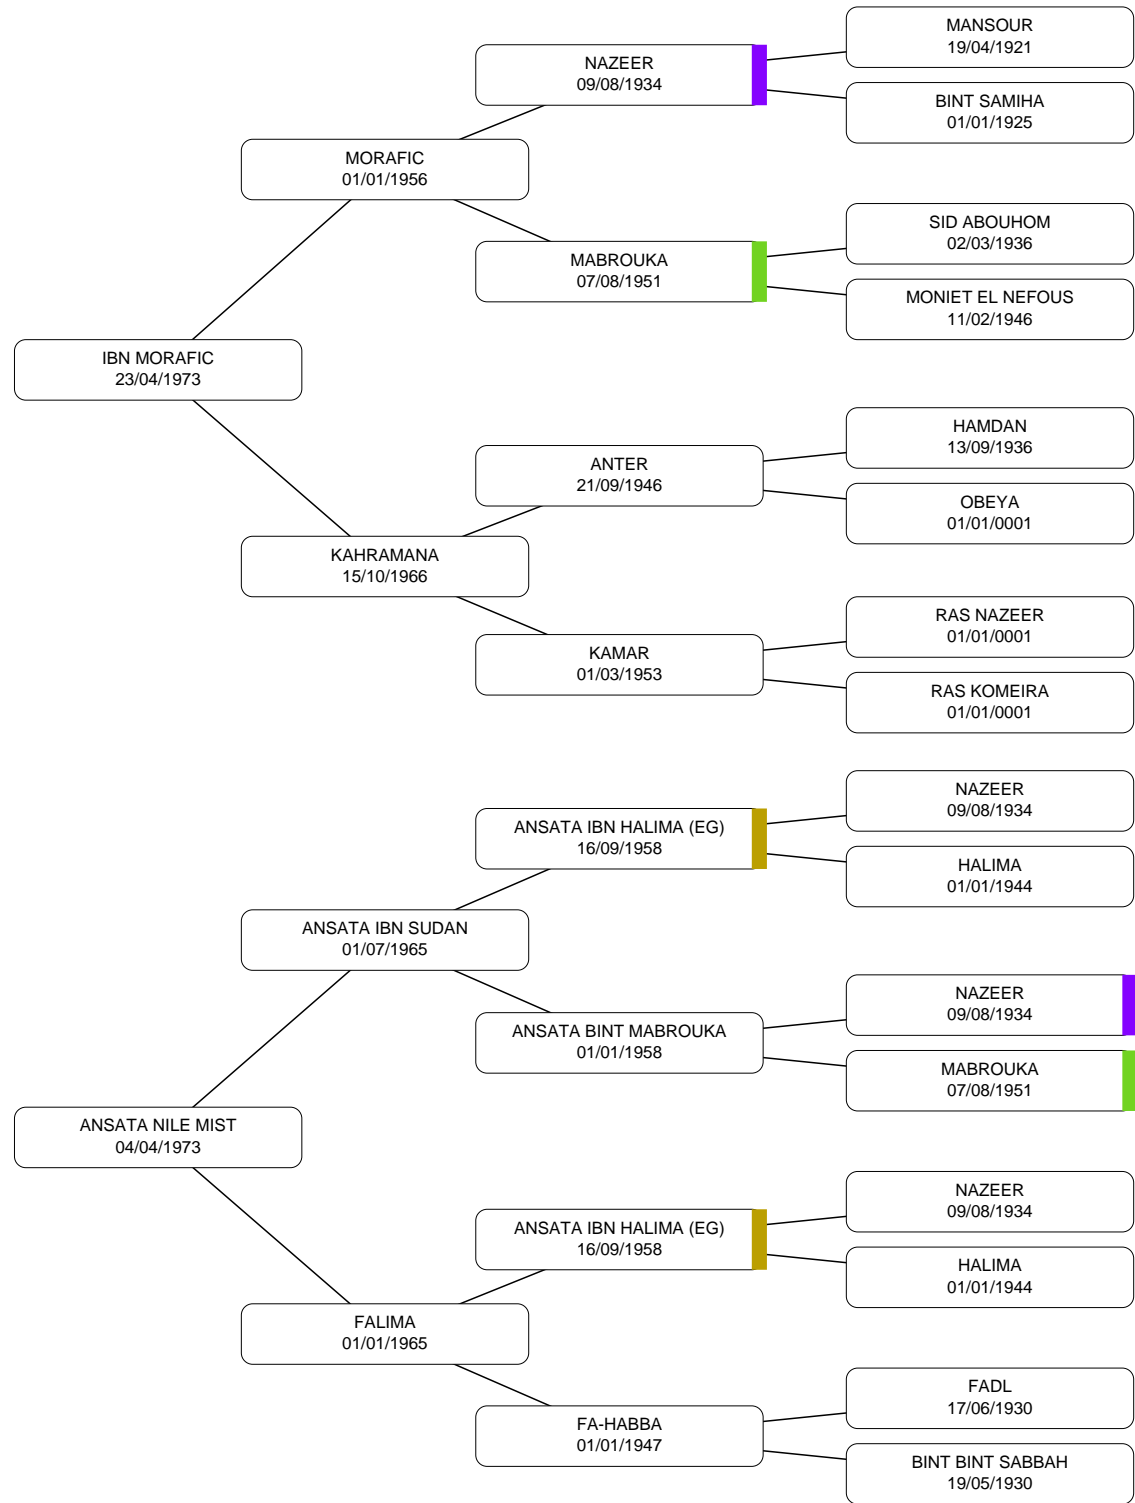 MANSOUR
19/04/1921
NAZEER
09/08/1934
BINT SAMIHA
01/01/1925
MORAFIC
01/01/1956
SID ABOUHOM
02/03/1936
MABROUKA
07/08/1951
MONIET EL NEFOUS
11/02/1946
IBN MORAFIC
23/04/1973
HAMDAN
13/09/1936
ANTER
21/09/1946
OBEYA
01/01/0001
KAHRAMANA
15/10/1966
RAS NAZEER
01/01/0001
KAMAR
01/03/1953
RAS KOMEIRA
01/01/0001
NAZEER
09/08/1934
ANSATA IBN HALIMA (EG)
16/09/1958
HALIMA
01/01/1944
ANSATA IBN SUDAN
01/07/1965
NAZEER
09/08/1934
ANSATA BINT MABROUKA
01/01/1958
MABROUKA
07/08/1951
ANSATA NILE MIST
04/04/1973
NAZEER
09/08/1934
ANSATA IBN HALIMA (EG)
16/09/1958
HALIMA
01/01/1944
FALIMA
01/01/1965
FADL
17/06/1930
FA-HABBA
01/01/1947
BINT BINT SABBAH
19/05/1930